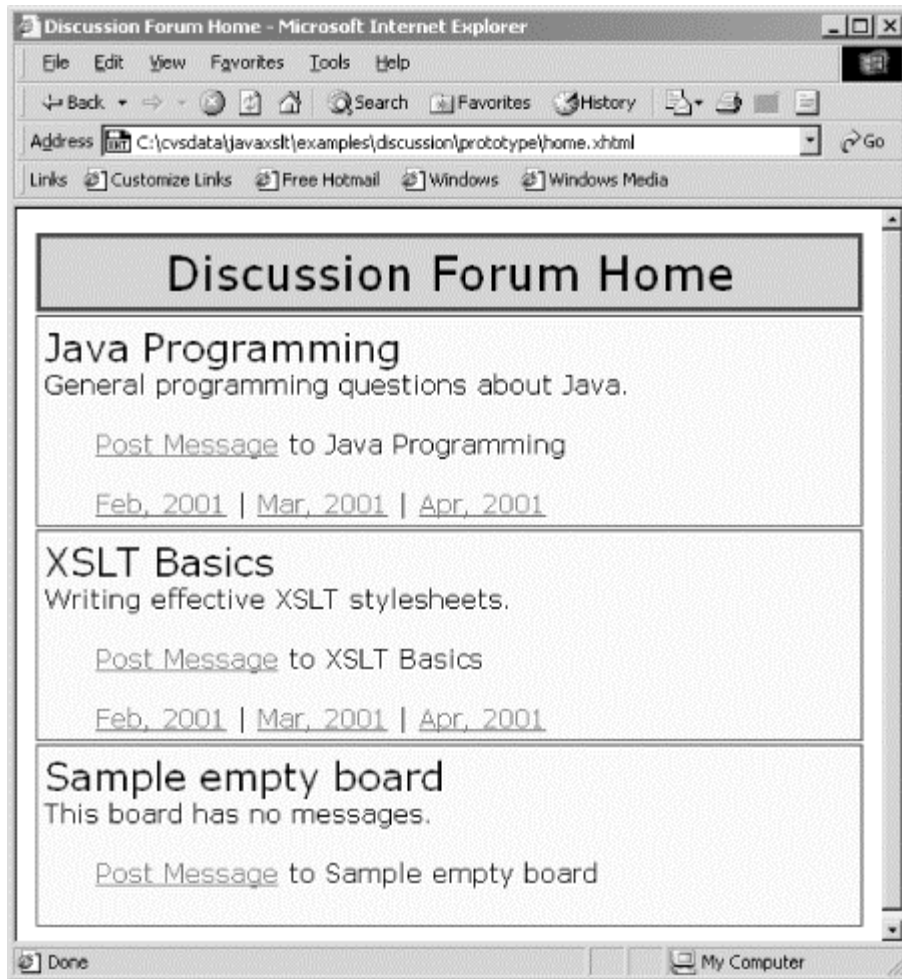 Discussion Forum Home - Microsoft Internet Explorer
File Edit View Favorites Tools Help
Back Search Favorites History
Address C:\cvsdata\javaxslt\examples\discussion\prototype\home.xhtml Go
Links Customize Links Free Hotmail Windows Windows Media
Discussion Forum Home
Java Programming
General programming questions about Java.
Post Message to Java Programming
Feb, 2001 | Mar, 2001 | Apr, 2001
XSLT Basics
Writing effective XSLT stylesheets.
Post Message to XSLT Basics
Feb, 2001 | Mar, 2001 | Apr, 2001
Sample empty board
This board has no messages.
Post Message to Sample empty board
Done My Computer